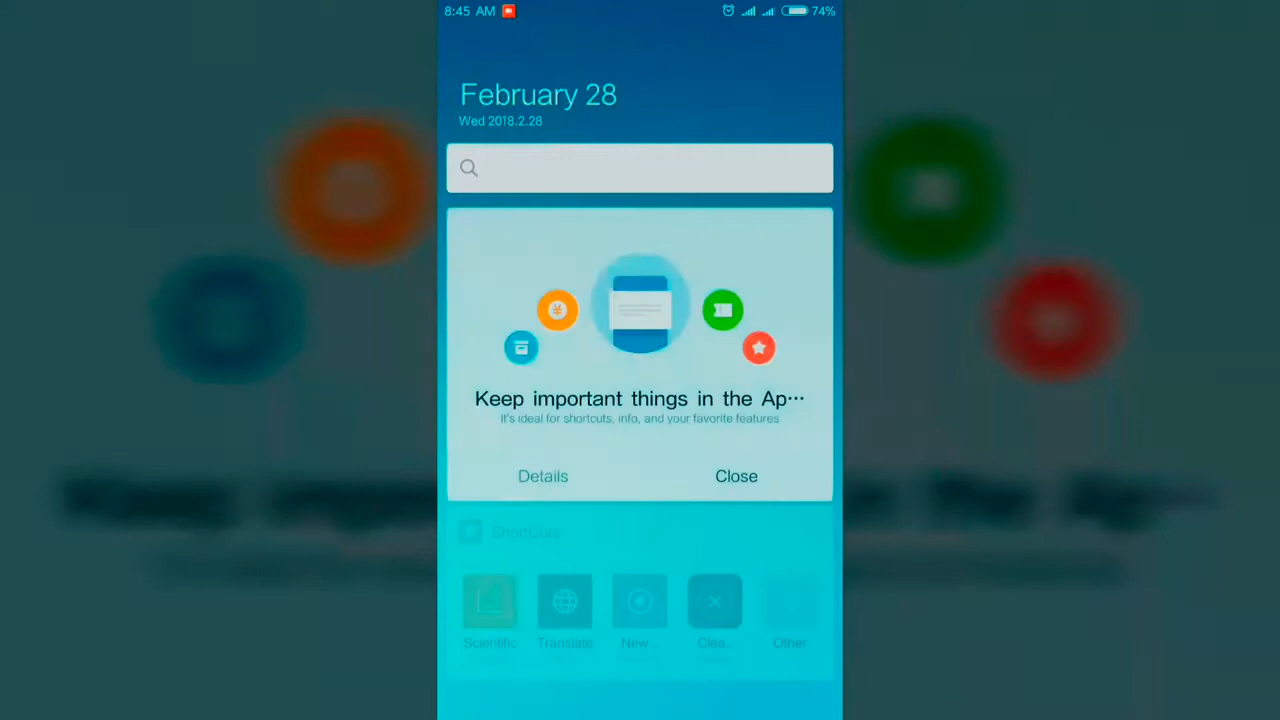 8:45 AM 74%
February 28
Wed 2018.2.28
¥
Keep important things in the Ap…
It's ideal for shortcuts, info, and your favorite features
Details Close
ShortCuts
Scientific Translate New .. Clea.. Other